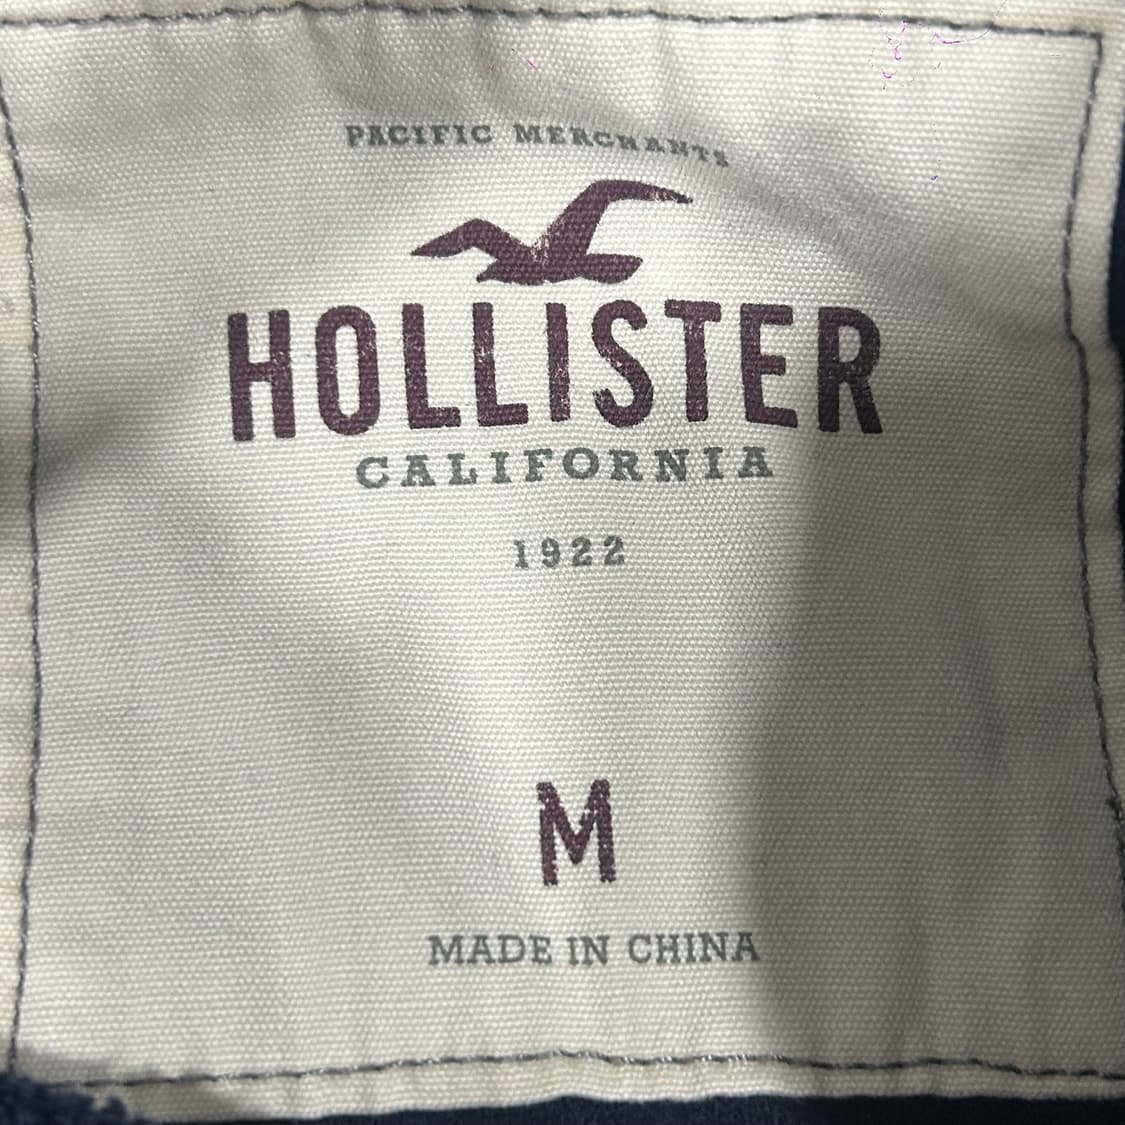 PACIFIC MERCHANTS
HOLLISTER
CALIFORNIA
1922
M
MADE IN CHINA